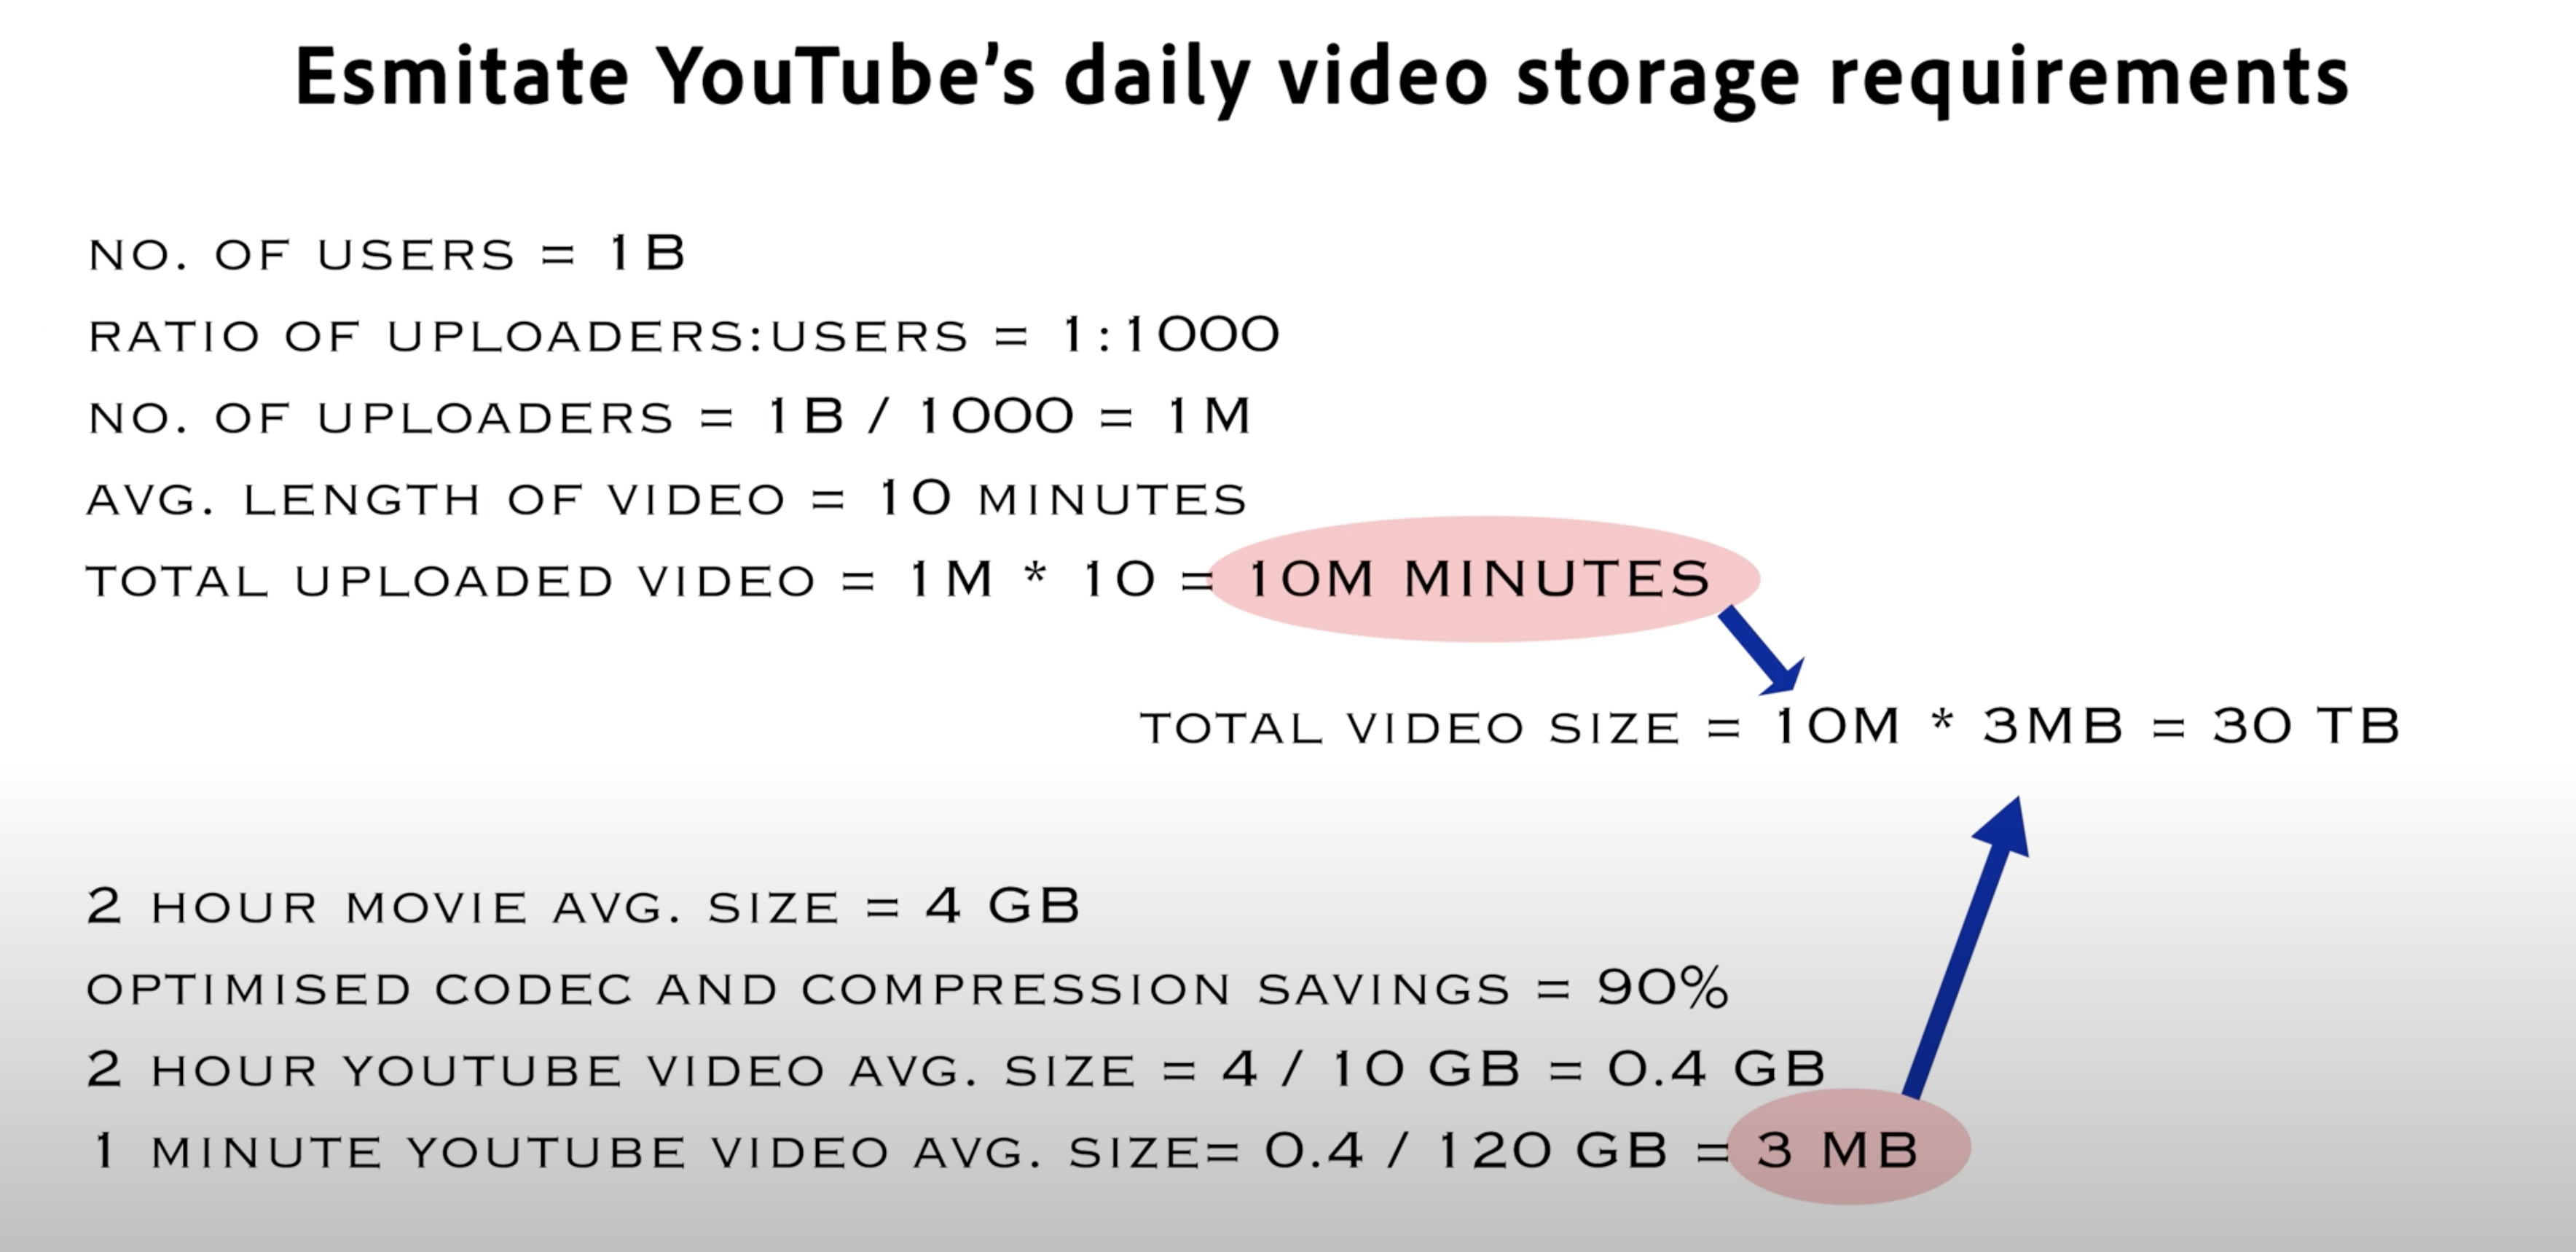 Esmitate YouTube’s daily video storage requirements
NO. OF USERS = 1B
RATIO OF UPLOADERS:USERS = 1:1000
NO. OF UPLOADERS = 1B / 1000 = 1M
AVG. LENGTH OF VIDEO = 10 MINUTES
TOTAL UPLOADED VIDEO = 1M * 10 = 10M MINUTES
TOTAL VIDEO SIZE = 10M * 3MB = 30 TB
2 HOUR MOVIE AVG. SIZE = 4 GB
OPTIMISED CODEC AND COMPRESSION SAVINGS = 90%
2 HOUR YOUTUBE VIDEO AVG. SIZE = 4 / 10 GB = 0.4 GB
1 MINUTE YOUTUBE VIDEO AVG. SIZE= 0.4 / 120 GB = 3 MB